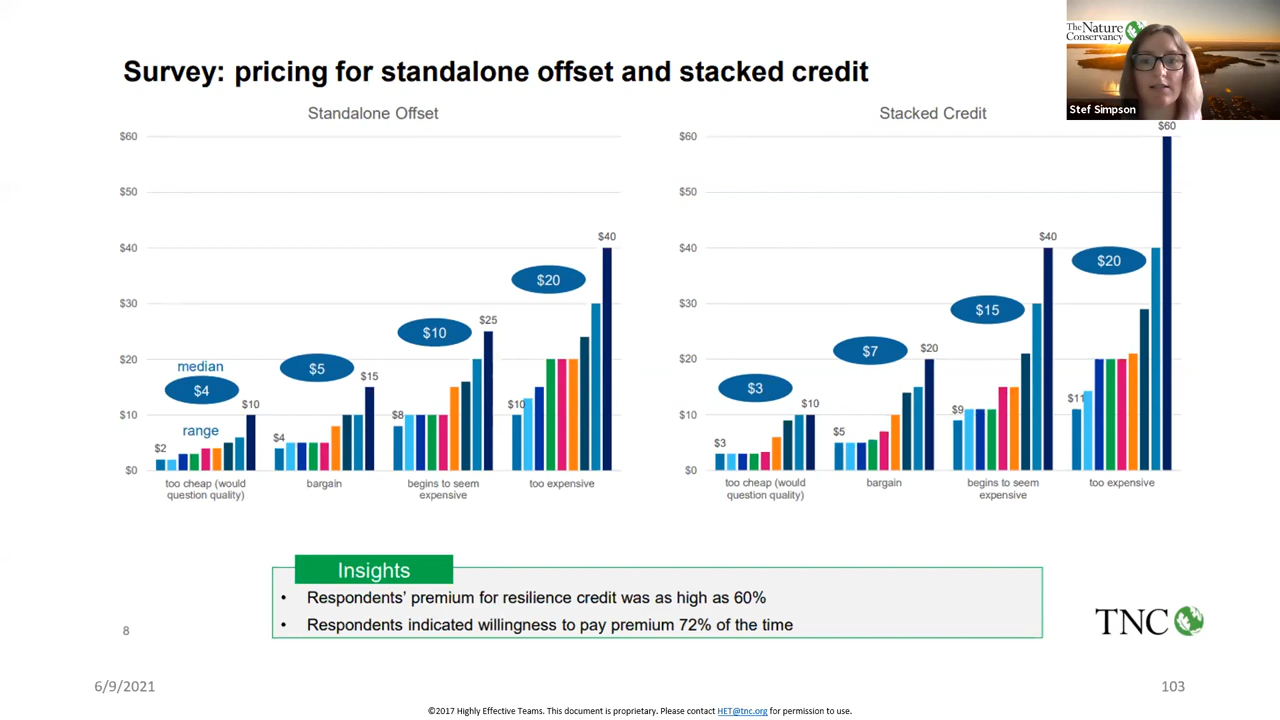 The Nature
Conservancy
Stef Simpson
Survey: pricing for standalone offset and stacked credit
Standalone Offset
$60
$50
$40
$30
$20
$10
$0
median
$4
range
$2
$10
$5
$4
$15
$10
$8
$25
$20
$10
$40
too cheap (would
question quality)
bargain
begins to seem
expensive
too expensive
Stacked Credit
$60
$50
$40
$30
$20
$10
$0
$3
$3
$10
$7
$5
$20
$15
$9
$40
$20
$11
$60
too cheap (would
question quality)
bargain
begins to seem
expensive
too expensive
Insights
• Respondents' premium for resilience credit was as high as 60%
• Respondents indicated willingness to pay premium 72% of the time
8
TNC
6/9/2021
103
©2017 Highly Effective Teams. This document is proprietary. Please contact HET@tnc.org for permission to use.